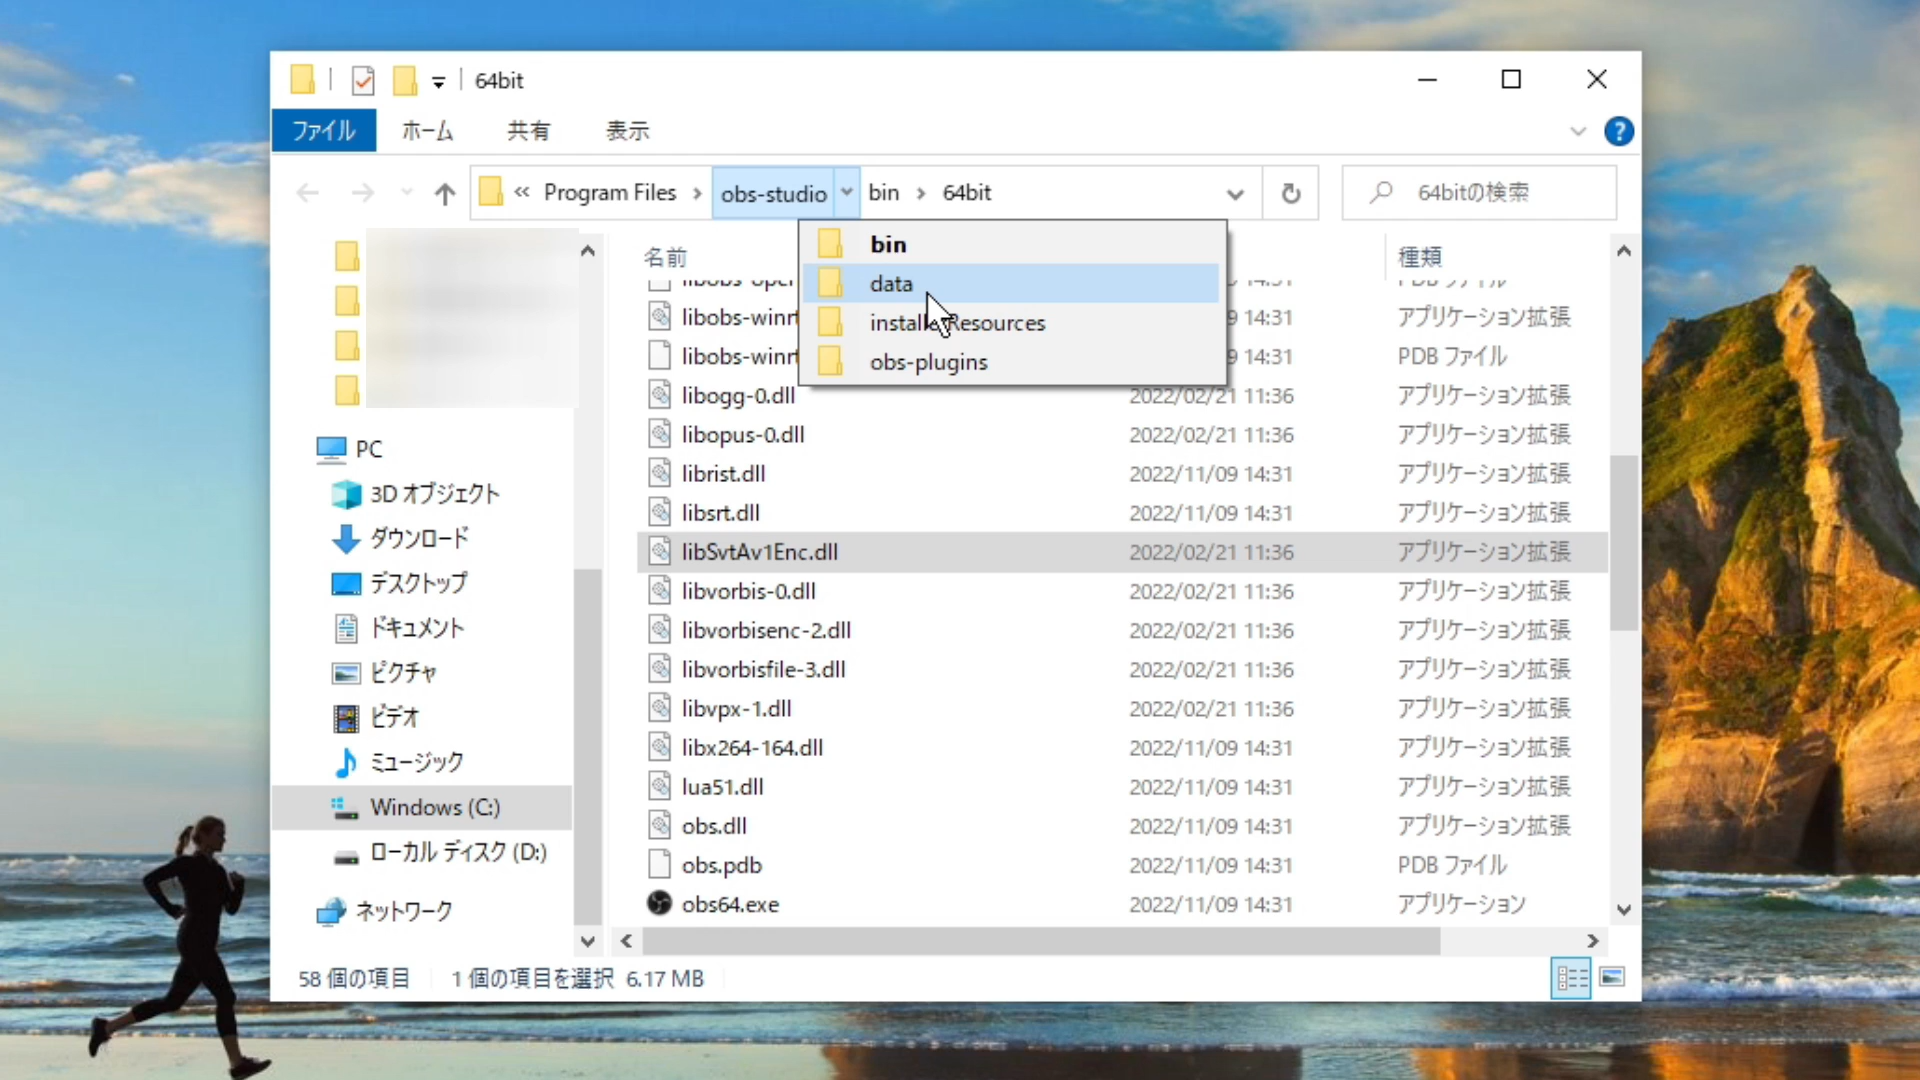 64bit
ファイル ホーム 共有 表示
« Program Files › obs-studio bin › 64bit 64bitの検索
bin
data
obs-plugins
PC
3D オブジェクト
ダウンロード
デスクトップ
ドキュメント
ピクチャ
ビデオ
ミュージック
Windows (C:)
ローカル ディスク (D:)
ネットワーク
名前 種類
14:31 アプリケーション拡張
14:31 PDB ファイル
libogg-0.dll 2022/02/21 11:36 アプリケーション拡張
libopus-0.dll 2022/02/21 11:36 アプリケーション拡張
librist.dll 2022/11/09 14:31 アプリケーション拡張
libsrt.dll 2022/11/09 14:31 アプリケーション拡張
libSvtAv1Enc.dll 2022/02/21 11:36 アプリケーション拡張
libvorbis-0.dll 2022/02/21 11:36 アプリケーション拡張
libvorbisenc-2.dll 2022/02/21 11:36 アプリケーション拡張
libvorbisfile-3.dll 2022/02/21 11:36 アプリケーション拡張
libvpx-1.dll 2022/02/21 11:36 アプリケーション拡張
libx264-164.dll 2022/11/09 14:31 アプリケーション拡張
lua51.dll 2022/11/09 14:31 アプリケーション拡張
obs.dll 2022/11/09 14:31 アプリケーション拡張
obs.pdb 2022/11/09 14:31 PDB ファイル
obs64.exe 2022/11/09 14:31 アプリケーション
58 個の項目 1 個の項目を選択 6.17 MB